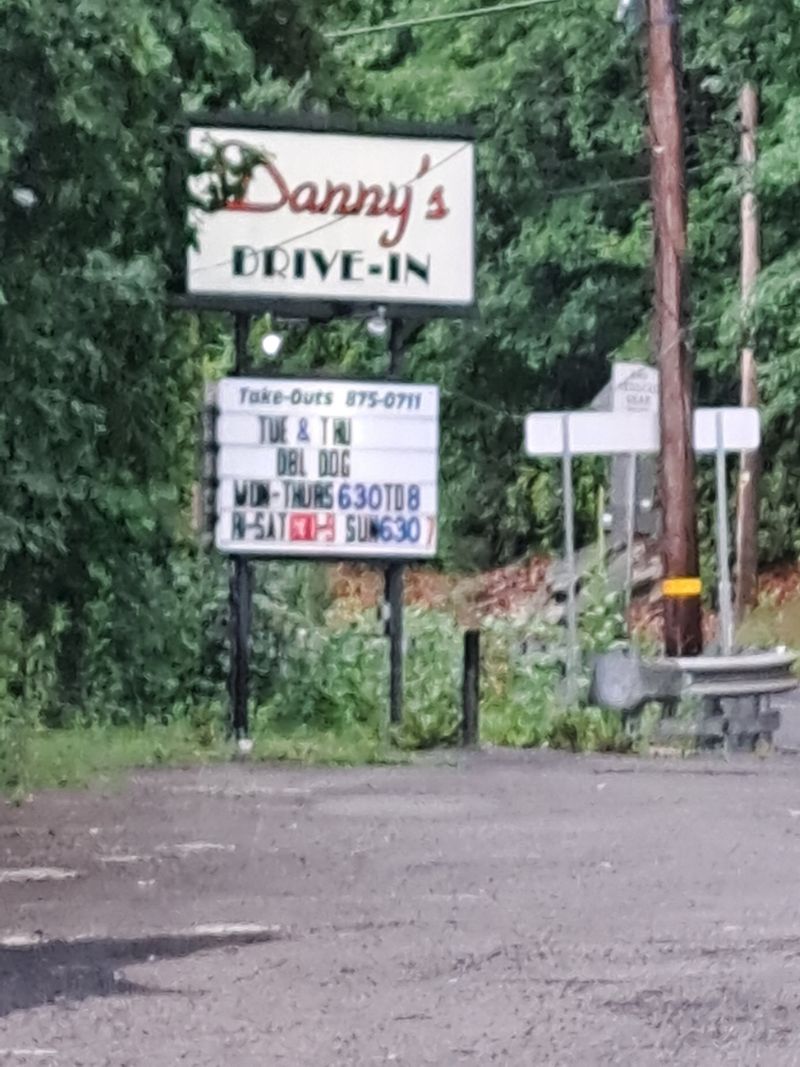 Danny's
DRIVE-IN
Take-Outs 875-0711
TUE & THU
DBL DOG
MON-THURS 630TO8
SUN630